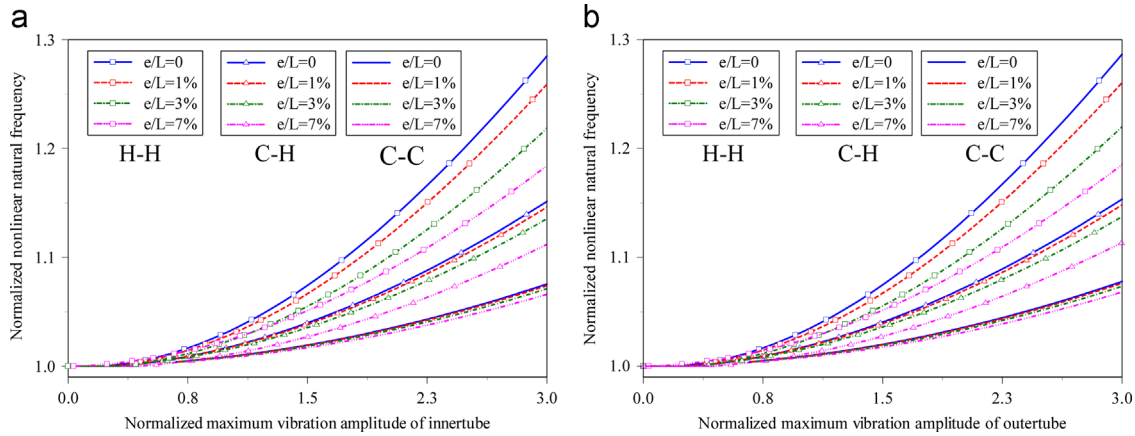 a
Normalized nonlinear natural frequency
1.3
1.2
1.1
1.0
e/L=0
e/L=1%
e/L=3%
e/L=7%
H-H
e/L=0
e/L=1%
e/L=3%
e/L=7%
C-H
e/L=0
e/L=1%
e/L=3%
e/L=7%
C-C
0.0 0.8 1.5 2.3 3.0
Normalized maximum vibration amplitude of innertube
b
Normalized nonlinear natural frequency
1.3
1.2
1.1
1.0
e/L=0
e/L=1%
e/L=3%
e/L=7%
H-H
e/L=0
e/L=1%
e/L=3%
e/L=7%
C-H
e/L=0
e/L=1%
e/L=3%
e/L=7%
C-C
0.0 0.8 1.5 2.3 3.0
Normalized maximum vibration amplitude of outertube